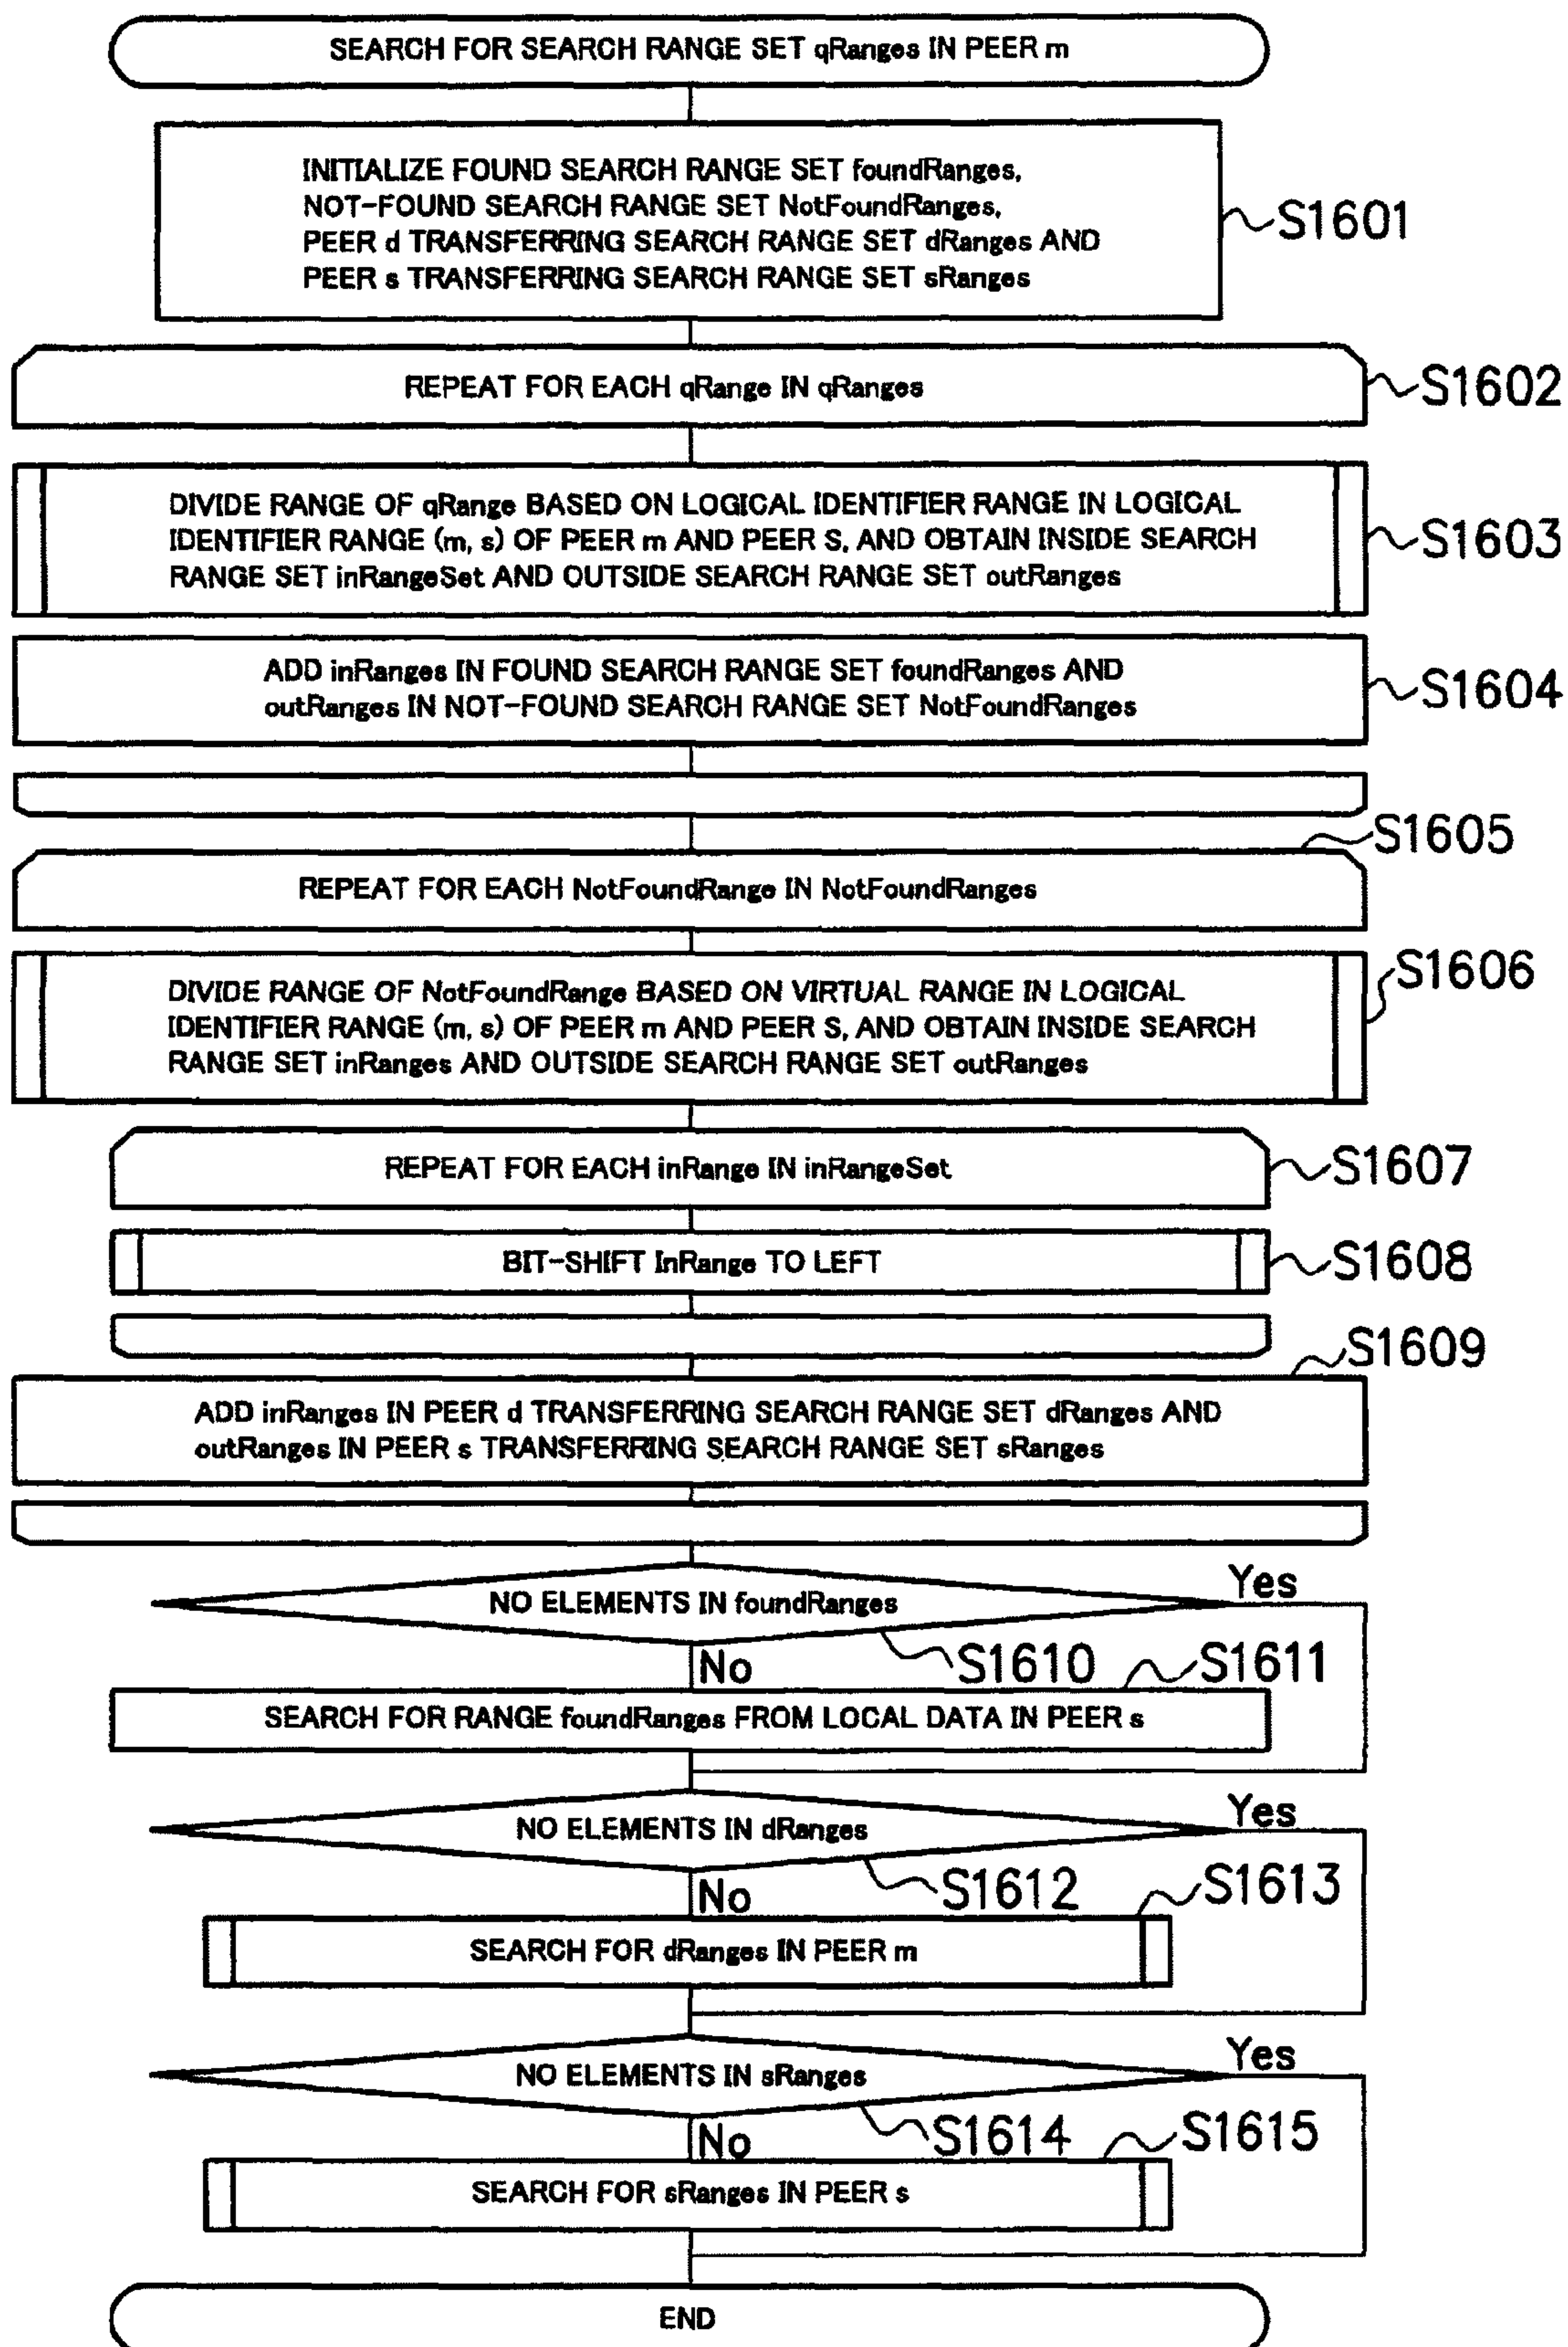 SEARCH FOR SEARCH RANGE SET qRanges IN PEER m
INITIALIZE FOUND SEARCH RANGE SET foundRanges,
NOT-FOUND SEARCH RANGE SET NotFoundRanges,
PEER d TRANSFERRING SEARCH RANGE SET dRanges AND
PEER s TRANSFERRING SEARCH RANGE SET sRanges
S1601
REPEAT FOR EACH qRange IN qRanges
S1602
DIVIDE RANGE OF qRange BASED ON LOGICAL IDENTIFIER RANGE IN LOGICAL
IDENTIFIER RANGE (m, s) OF PEER m AND PEER S, AND OBTAIN INSIDE SEARCH
RANGE SET inRangeSet AND OUTSIDE SEARCH RANGE SET outRanges
S1603
ADD inRanges IN FOUND SEARCH RANGE SET foundRanges AND
outRanges IN NOT-FOUND SEARCH RANGE SET NotFoundRanges
S1604
S1605
REPEAT FOR EACH NotFoundRange IN NotFoundRanges
DIVIDE RANGE OF NotFoundRange BASED ON VIRTUAL RANGE IN LOGICAL
IDENTIFIER RANGE (m, s) OF PEER m AND PEER S, AND OBTAIN INSIDE SEARCH
RANGE SET inRanges AND OUTSIDE SEARCH RANGE SET outRanges
S1606
REPEAT FOR EACH inRange IN inRangeSet
S1607
BIT-SHIFT InRange TO LEFT
S1608
S1609
ADD inRanges IN PEER d TRANSFERRING SEARCH RANGE SET dRanges AND
outRanges IN PEER s TRANSFERRING SEARCH RANGE SET sRanges
NO ELEMENTS IN foundRanges
Yes
No
S1610
S1611
SEARCH FOR RANGE foundRanges FROM LOCAL DATA IN PEER s
NO ELEMENTS IN dRanges
Yes
No
S1612
S1613
SEARCH FOR dRanges IN PEER m
NO ELEMENTS IN sRanges
Yes
No
S1614
S1615
SEARCH FOR sRanges IN PEER s
END